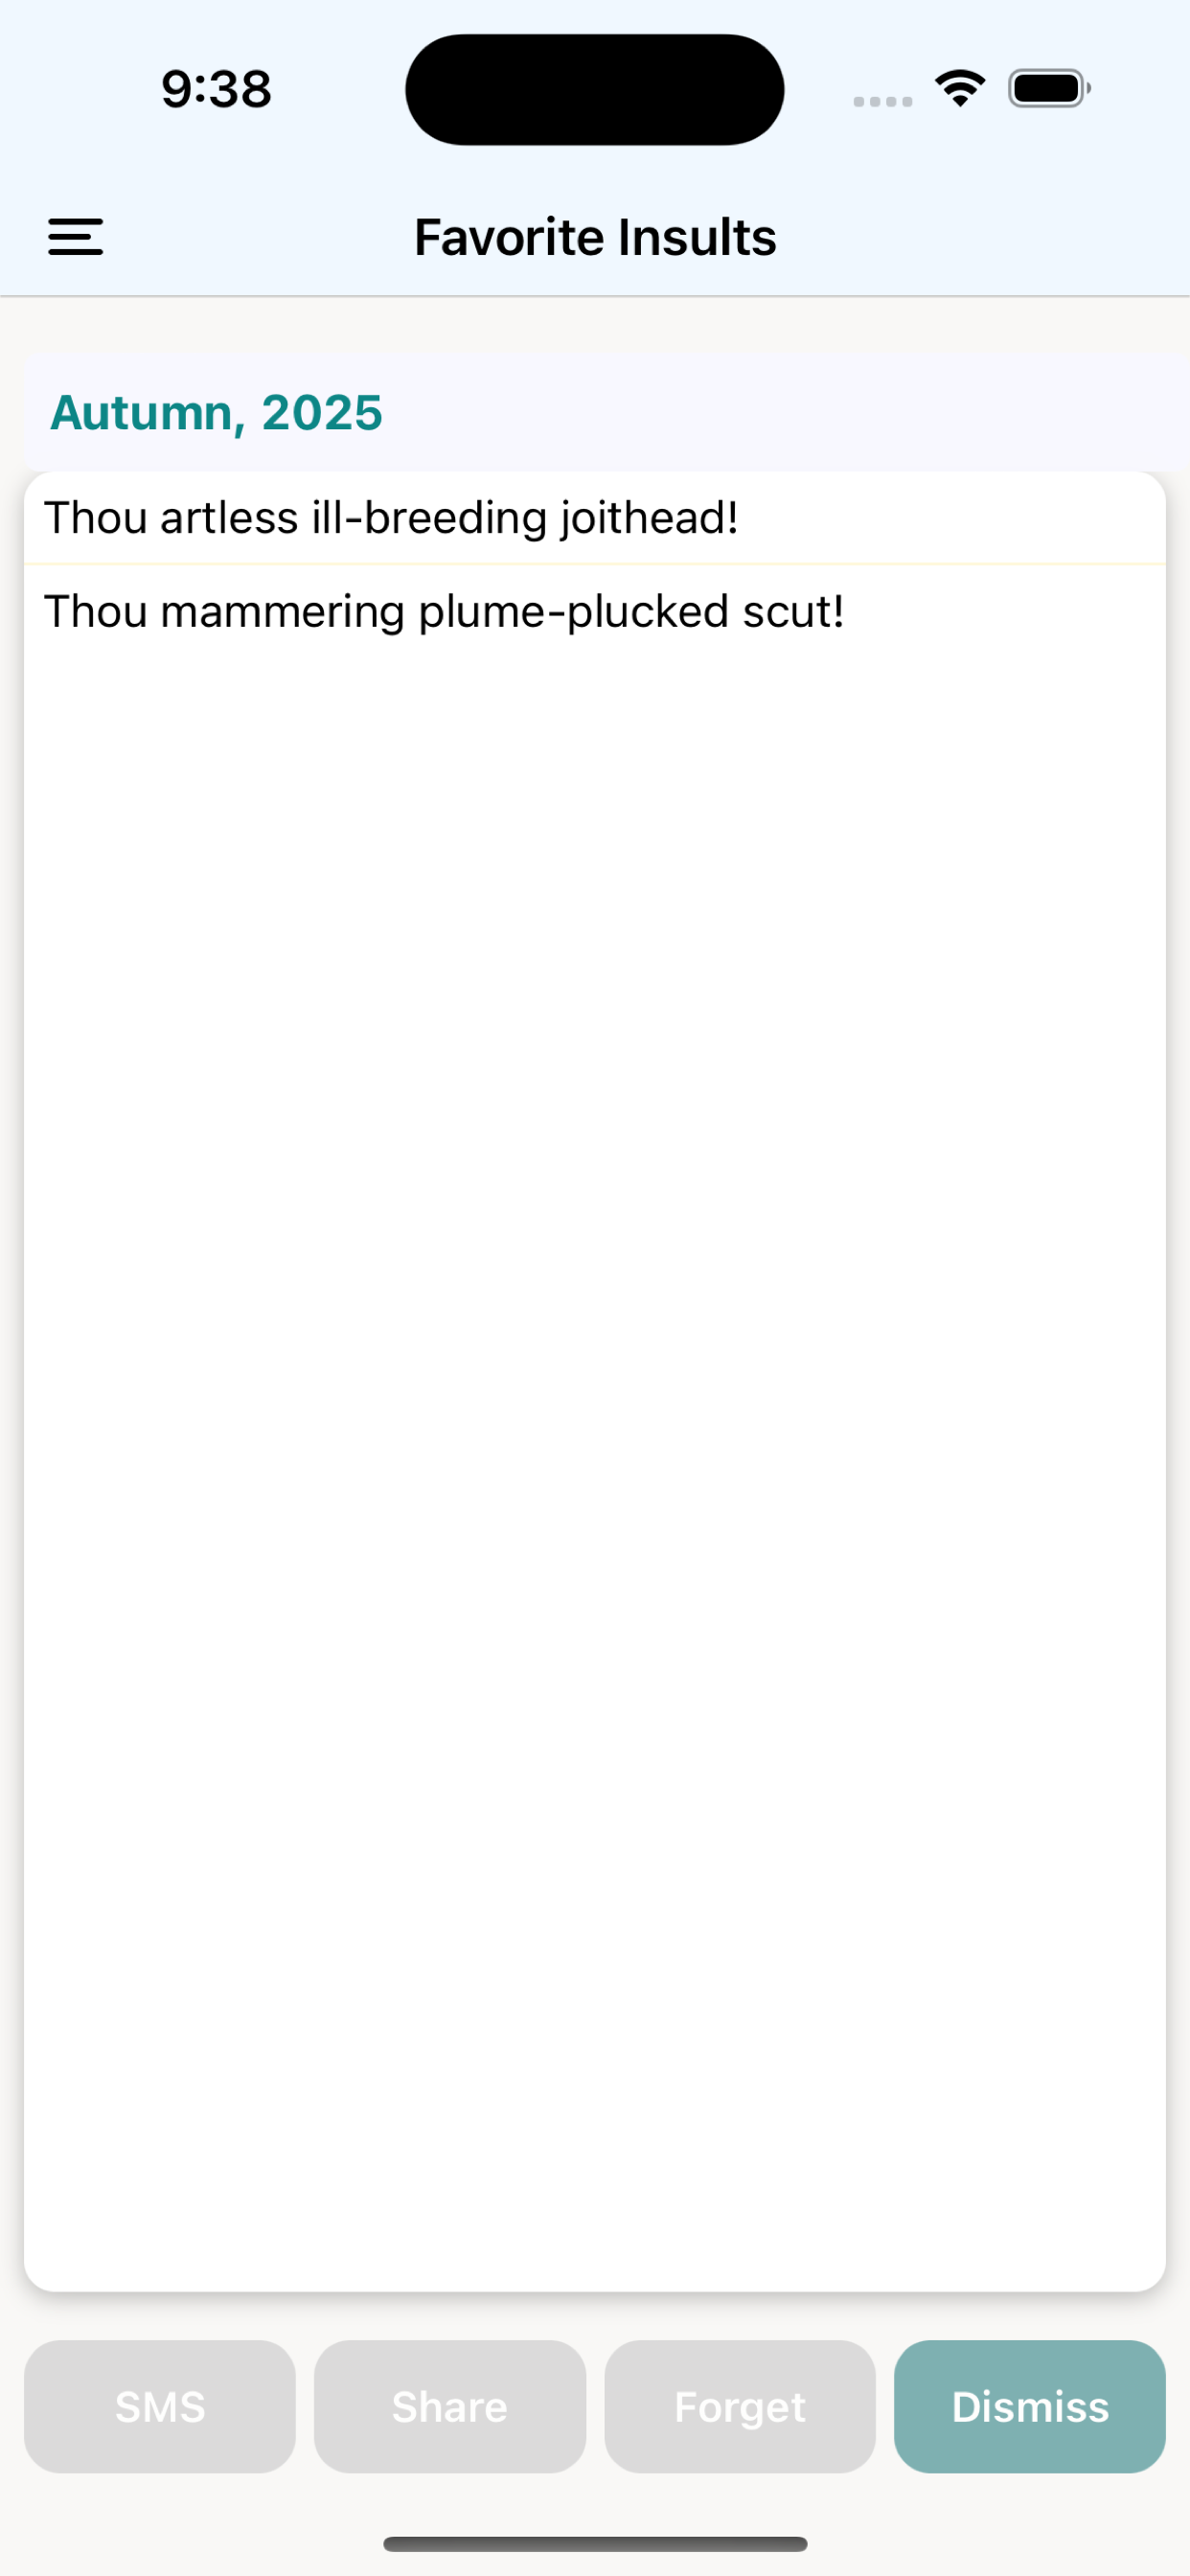 9:38
Favorite Insults
Autumn, 2025
Thou artless ill-breeding joithead!
Thou mammering plume-plucked scut!
SMS Share Forget Dismiss